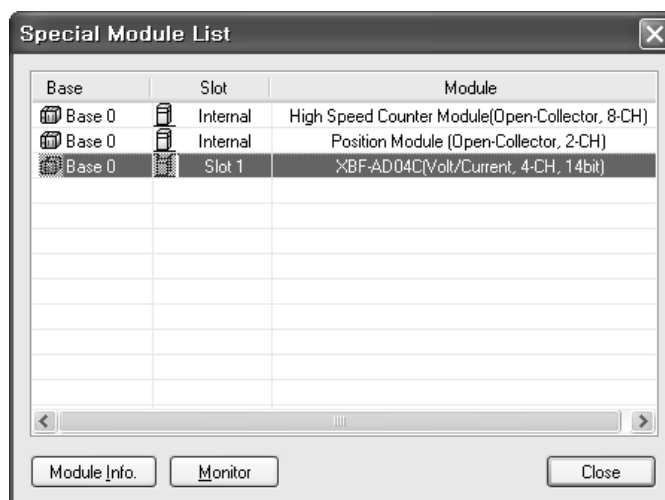 Special Module List
Base Slot Module
Base 0 Internal High Speed Counter Module(Open-Collector, 8-CH)
Base 0 Internal Position Module (Open-Collector, 2-CH)
Base 0 Slot 1 XBF-AD04C(Volt/Current, 4-CH, 14bit)
Module Info. Monitor Close